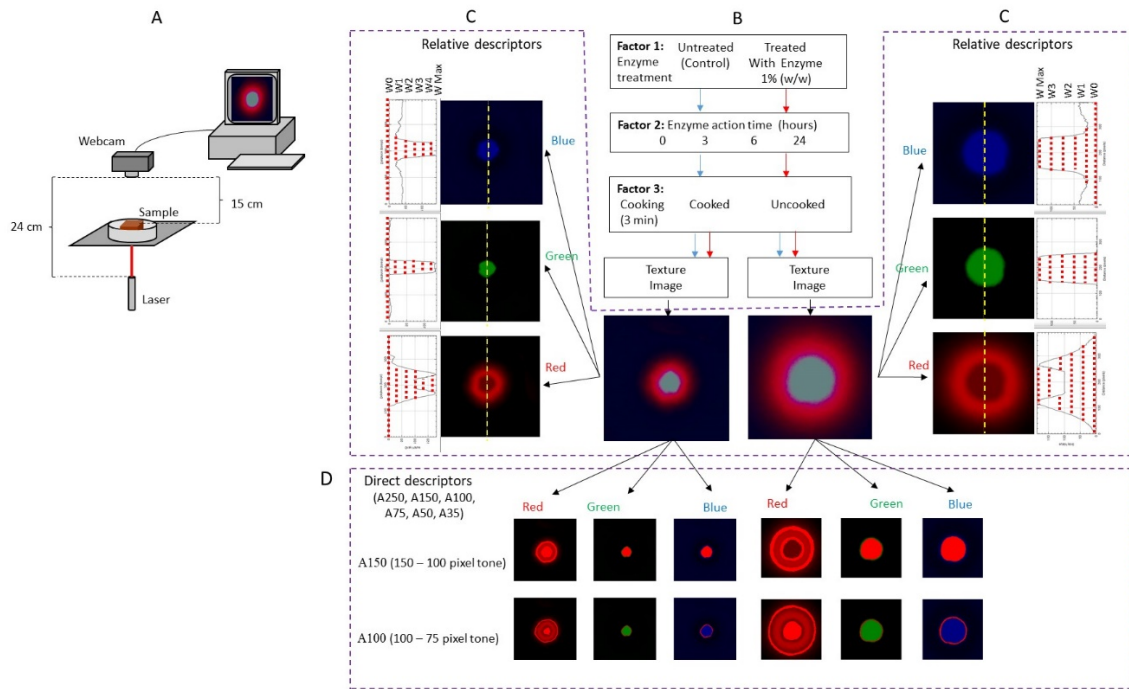 A
B
C
C
Webcam
Sample
15 cm
24 cm
Laser
Relative descriptors
W0
W1
W2
W3
W4
W Max
Blue
Green
Red
Factor 1: Untreated Treated
Enzyme (Control) With Enzyme
treatment 1% (w/w)
Factor 2: Enzyme action time (hours)
0 3 6 24
Factor 3:
Cooking Cooked Uncooked
(3 min)
Texture
Image
Texture
Image
Relative descriptors
W Max
W3
W2
W1
W0
Blue
Green
Red
D
Direct descriptors
(A250, A150, A100,
A75, A50, A35)
Red Green Blue Red Green Blue
A150 (150 – 100 pixel tone)
A100 (100 – 75 pixel tone)